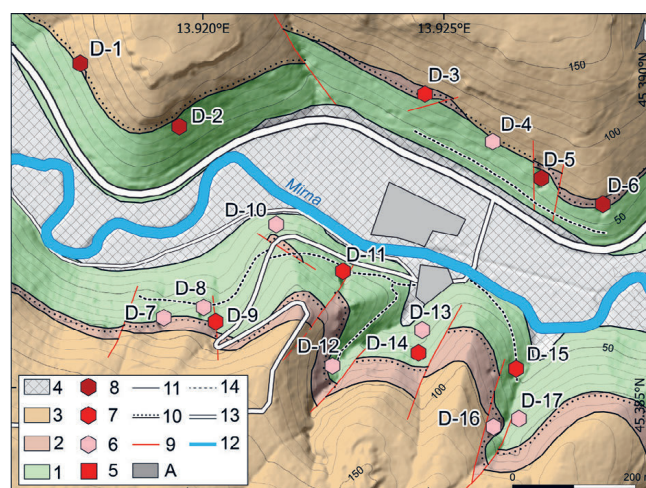 13.920°E 13.925°E
D-1
150
D-3
45.390°N
D-2
D-4
100
D-5
D-6
50
Mirna
D-10
D-11
D-8
D-7
D-9
D-13
50
D-12
D-14
D-15
100
45.385°N
D-16
D-17
150
4 8 11 14
3 7 10 13
2 6 9 12
1 5 A
0 200 m